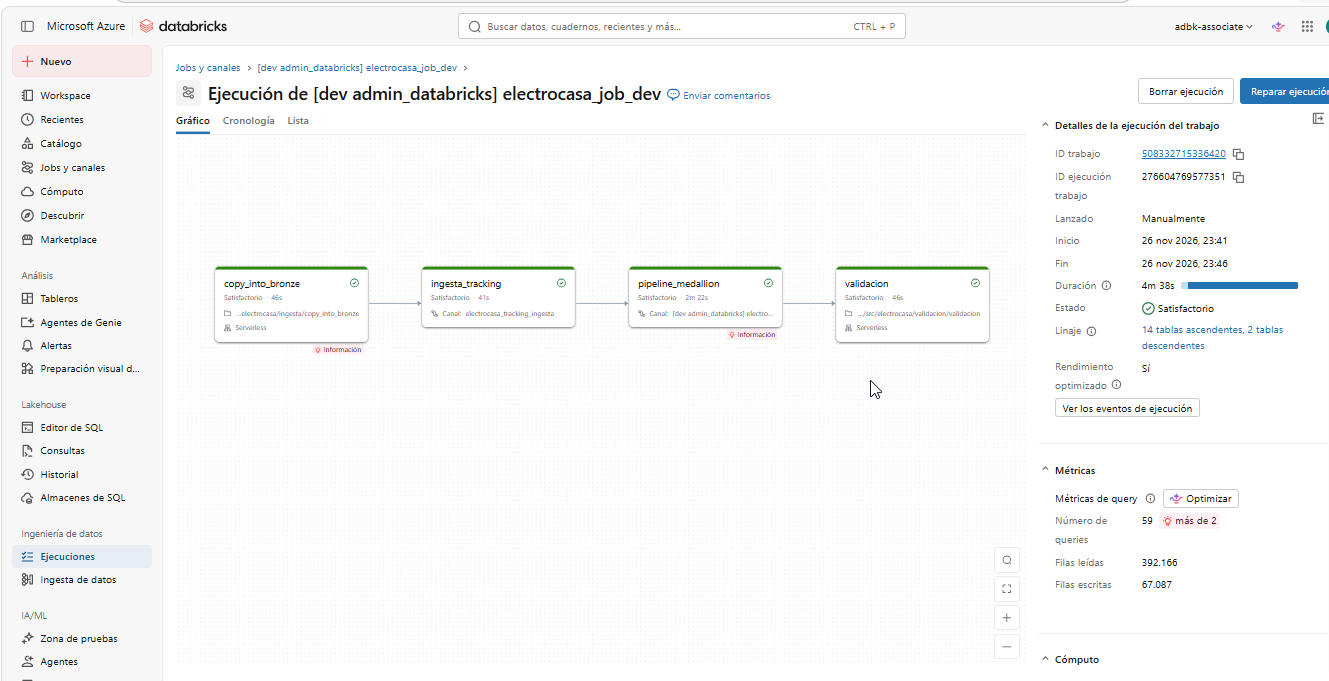 Microsoft Azure databricks
Buscar datos, cuadernos, recientes y más... CTRL + P
adbk-associate
Nuevo
Workspace
Recientes
Catálogo
Jobs y canales
Cómputo
Descubrir
Marketplace
Análisis
Tableros
Agentes de Genie
Alertas
Preparación visual d...
Lakehouse
Editor de SQL
Consultas
Historial
Almacenes de SQL
Ingeniería de datos
Ejecuciones
Ingesta de datos
IA/ML
Zona de pruebas
Agentes
Jobs y canales > [dev admin_databricks] electrocasa_job_dev >
Ejecución de [dev admin_databricks] electrocasa_job_dev Enviar comentarios
Borrar ejecución Reparar ejecución
Gráfico Cronología Lista
copy_into_bronze
Satisfactorio · 46s
...electrocasa/ingesta/copy_into_bronze
Serverless
Información
ingesta_tracking
Satisfactorio · 41s
Canal: electrocasa_tracking_ingesta
pipeline_medallion
Satisfactorio · 2m 22s
Canal: [dev admin_databricks] electro...
Información
validacion
Satisfactorio · 46s
.../src/electrocasa/validacion/validacion
Serverless
Detalles de la ejecución del trabajo
ID trabajo 508332715336420
ID ejecución trabajo 276604769577351
Lanzado Manualmente
Inicio 26 nov 2026, 23:41
Fin 26 nov 2026, 23:46
Duración 4m 38s
Estado Satisfactorio
Linaje 14 tablas ascendentes, 2 tablas descendentes
Rendimiento optimizado Sí
Ver los eventos de ejecución
Métricas
Métricas de query Optimizar
Número de queries 59 más de 2
Filas leídas 392.166
Filas escritas 67.087
Cómputo